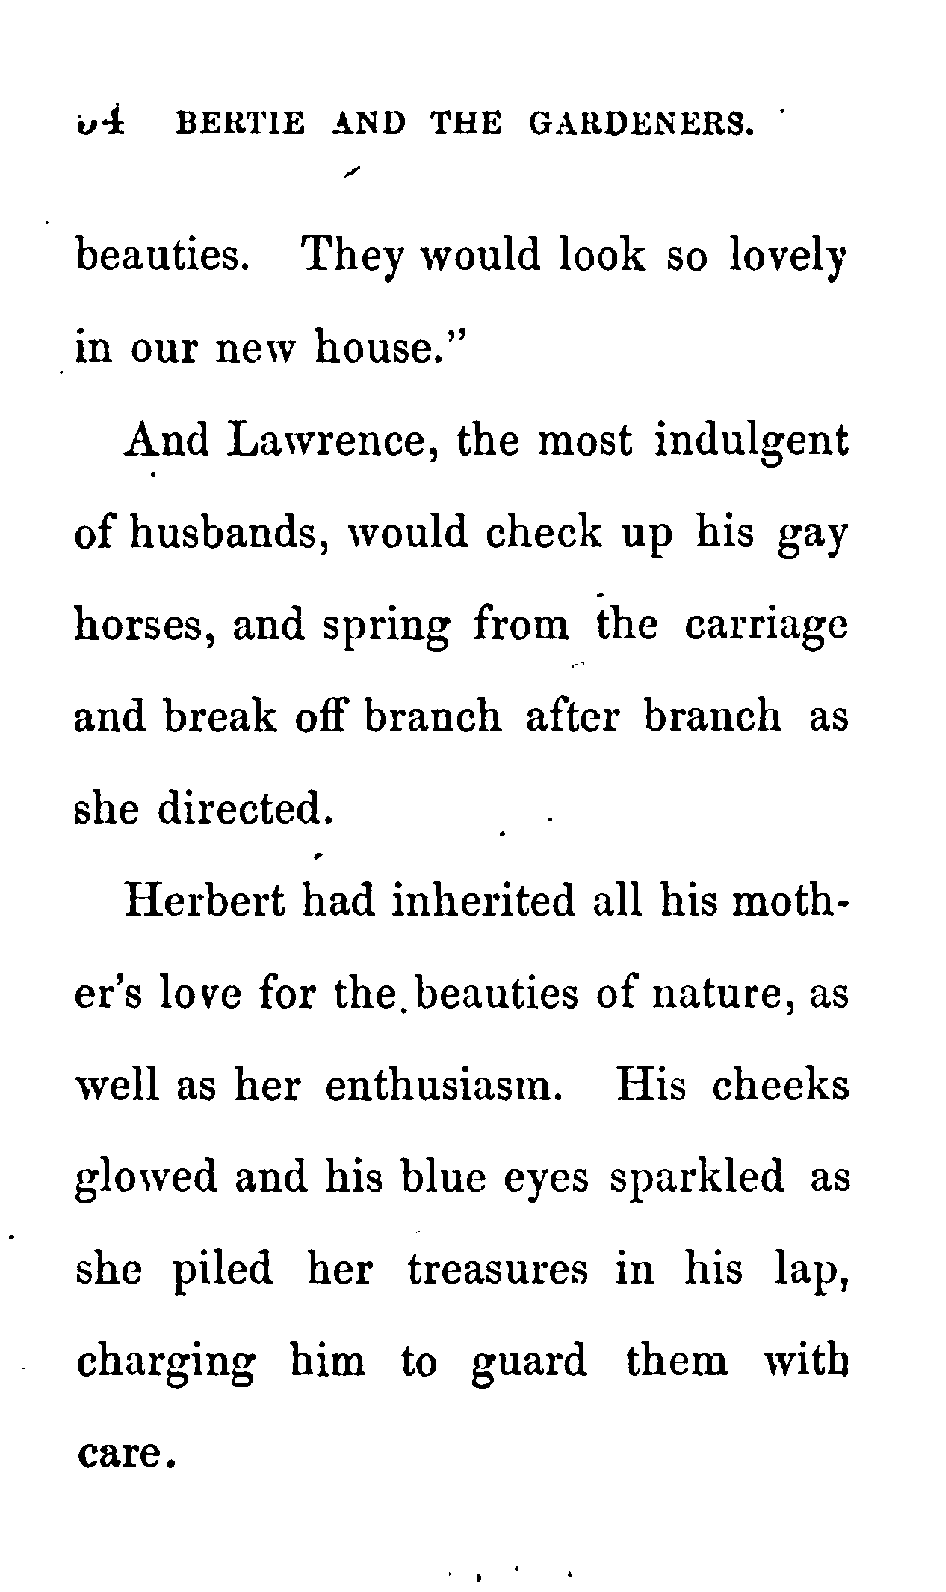 BERTIE AND THE GARDENERS.
beauties. They would look so lovely
in our new house."
And Lawrence, the most indulgent
of husbands, would check up his gay
horses, and spring from the carriage
and break off branch after branch as
she directed.
Herbert had inherited all his moth-
er's love for the beauties of nature, as
well as her enthusiasm. His cheeks
glowed and his blue eyes sparkled as
she piled her treasures in his lap,
charging him to guard them with
care.